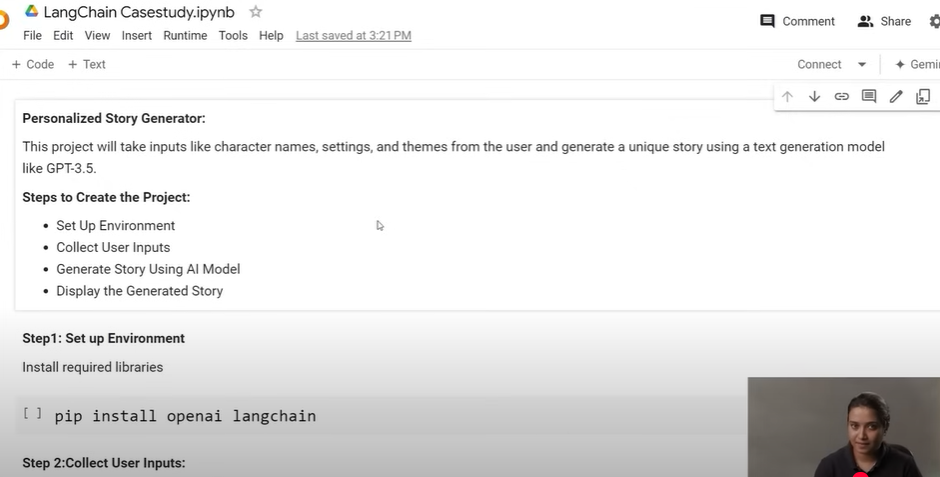 LangChain Casestudy.ipynb
Comment
Share
File Edit View Insert Runtime Tools Help Last saved at 3:21 PM
+ Code + Text
Connect
Personalized Story Generator:
This project will take inputs like character names, settings, and themes from the user and generate a unique story using a text generation model
like GPT-3.5.
Steps to Create the Project:
• Set Up Environment
• Collect User Inputs
• Generate Story Using AI Model
• Display the Generated Story
Step1: Set up Environment
Install required libraries
[ ] pip install openai langchain
Step 2:Collect User Inputs: